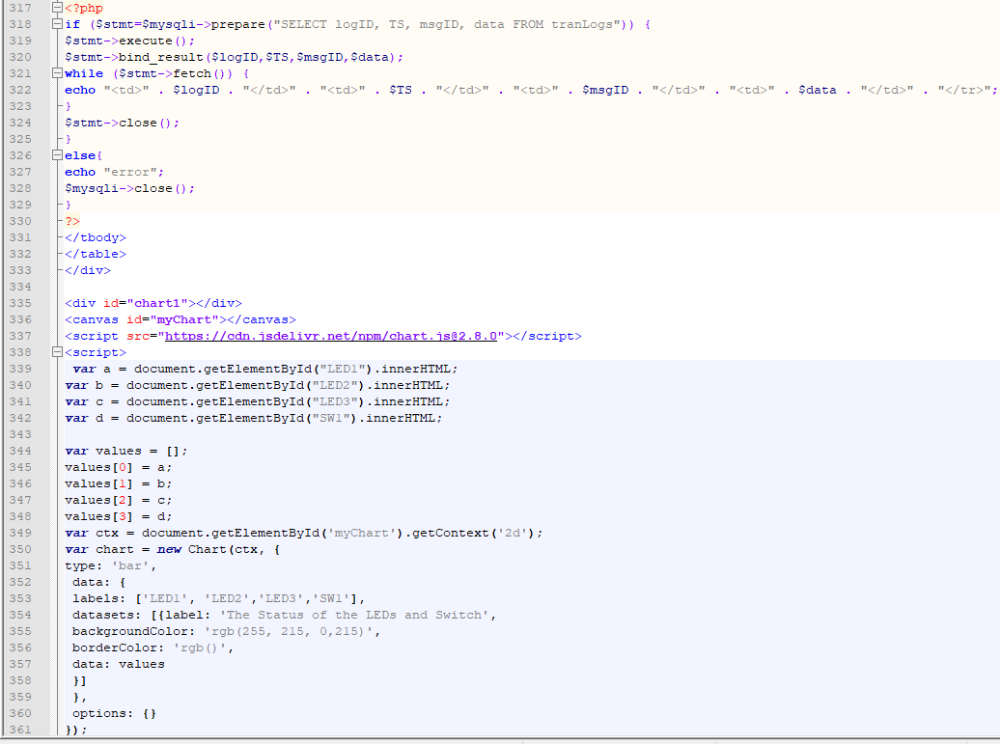 317 <?php
318 if ($stmt=$mysqli->prepare("SELECT logID, TS, msgID, data FROM tranLogs")) {
319 $stmt->execute();
320 $stmt->bind_result($logID,$TS,$msgID,$data);
321 while ($stmt->fetch()) {
322 echo "<td>" . $logID . "</td>" . "<td>" . $TS . "</td>" . "<td>" . $msgID . "</td>" . "<td>" . $data . "</td>" . "</tr>";
323 }
324 $stmt->close();
325 }
326 else{
327 echo "error";
328 $mysqli->close();
329 }
330 ?>
331 </tbody>
332 </table>
333 </div>
334
335 <div id="chart1"></div>
336 <canvas id="myChart"></canvas>
337 <script src="https://cdn.jsdelivr.net/npm/chart.js@2.8.0"></script>
338 <script>
339 var a = document.getElementById("LED1").innerHTML;
340 var b = document.getElementById("LED2").innerHTML;
341 var c = document.getElementById("LED3").innerHTML;
342 var d = document.getElementById("SW1").innerHTML;
343
344 var values = [];
345 values[0] = a;
346 values[1] = b;
347 values[2] = c;
348 values[3] = d;
349 var ctx = document.getElementById('myChart').getContext('2d');
350 var chart = new Chart(ctx, {
351 type: 'bar',
352 data: {
353 labels: ['LED1', 'LED2','LED3','SW1'],
354 datasets: [{label: 'The Status of the LEDs and Switch',
355 backgroundColor: 'rgb(255, 215, 0,215)',
356 borderColor: 'rgb()',
357 data: values
358 }]
359 },
360 options: {}
361 });